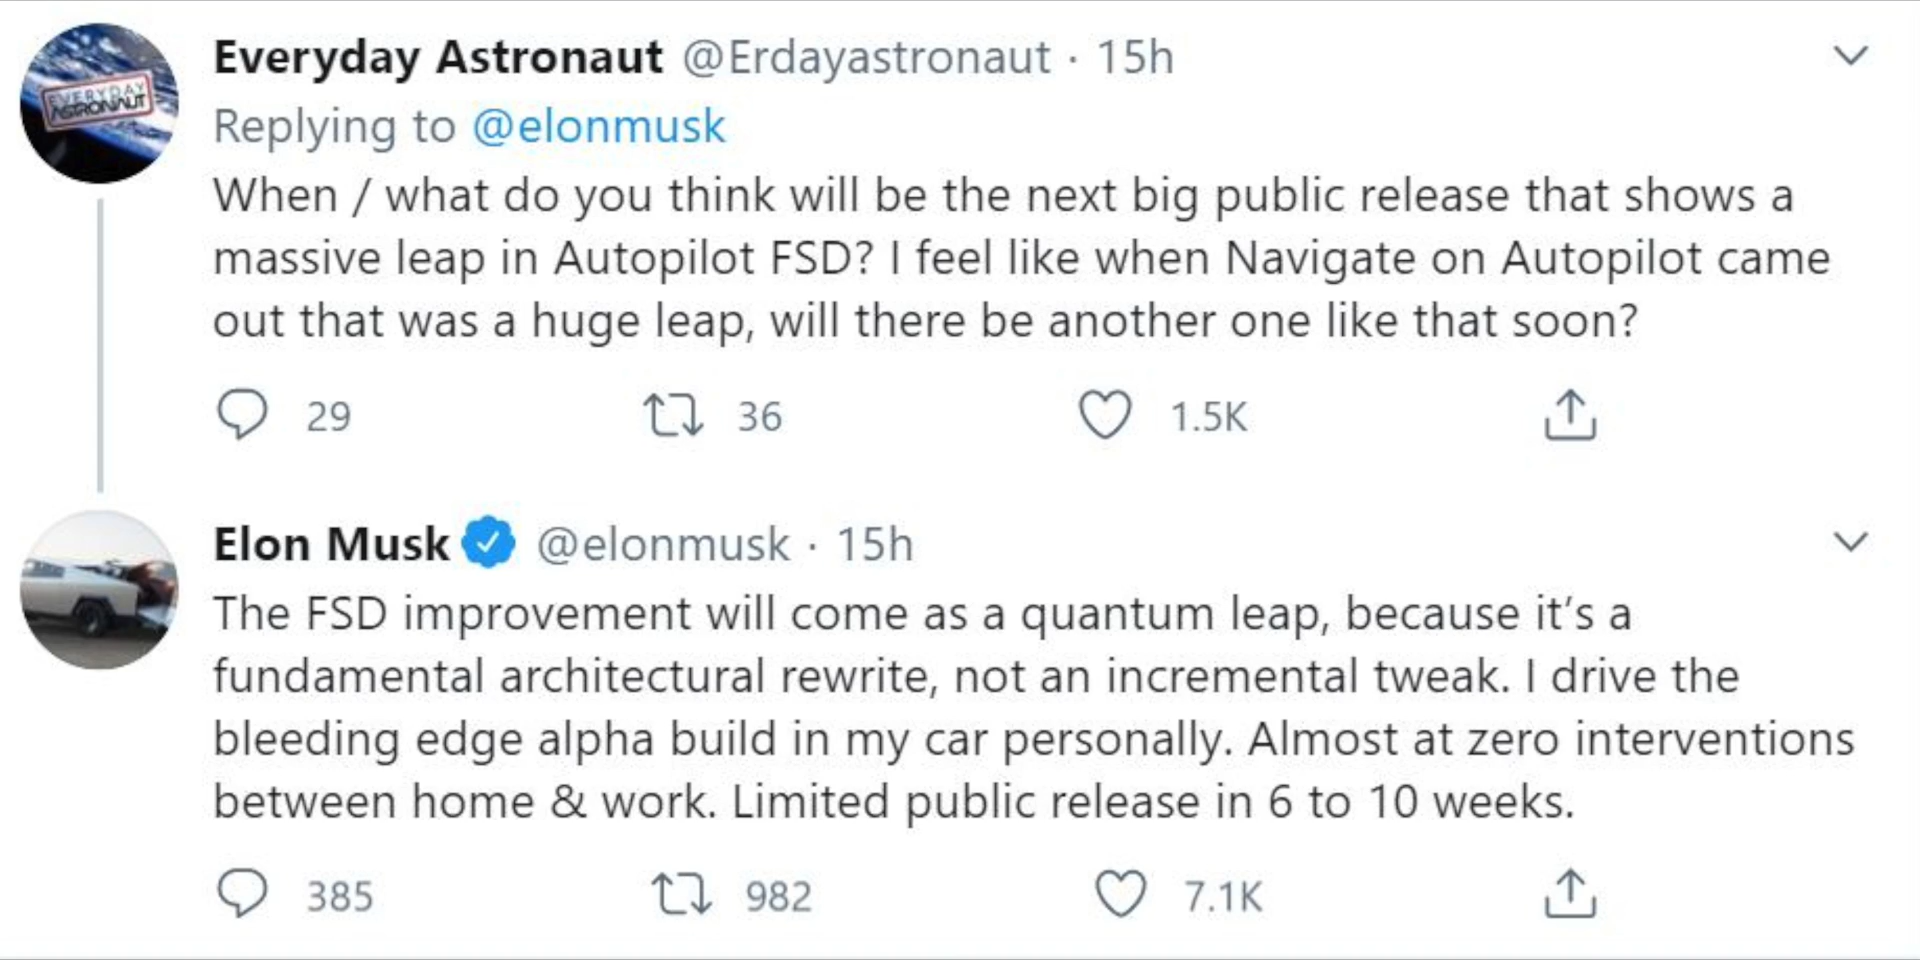 EVERYDAY
ASTRONAUT
Everyday Astronaut @Erdayastronaut · 15h
Replying to @elonmusk
When / what do you think will be the next big public release that shows a
massive leap in Autopilot FSD? I feel like when Navigate on Autopilot came
out that was a huge leap, will there be another one like that soon?
29 36 1.5K
Elon Musk @elonmusk · 15h
The FSD improvement will come as a quantum leap, because it’s a
fundamental architectural rewrite, not an incremental tweak. I drive the
bleeding edge alpha build in my car personally. Almost at zero interventions
between home & work. Limited public release in 6 to 10 weeks.
385 982 7.1K